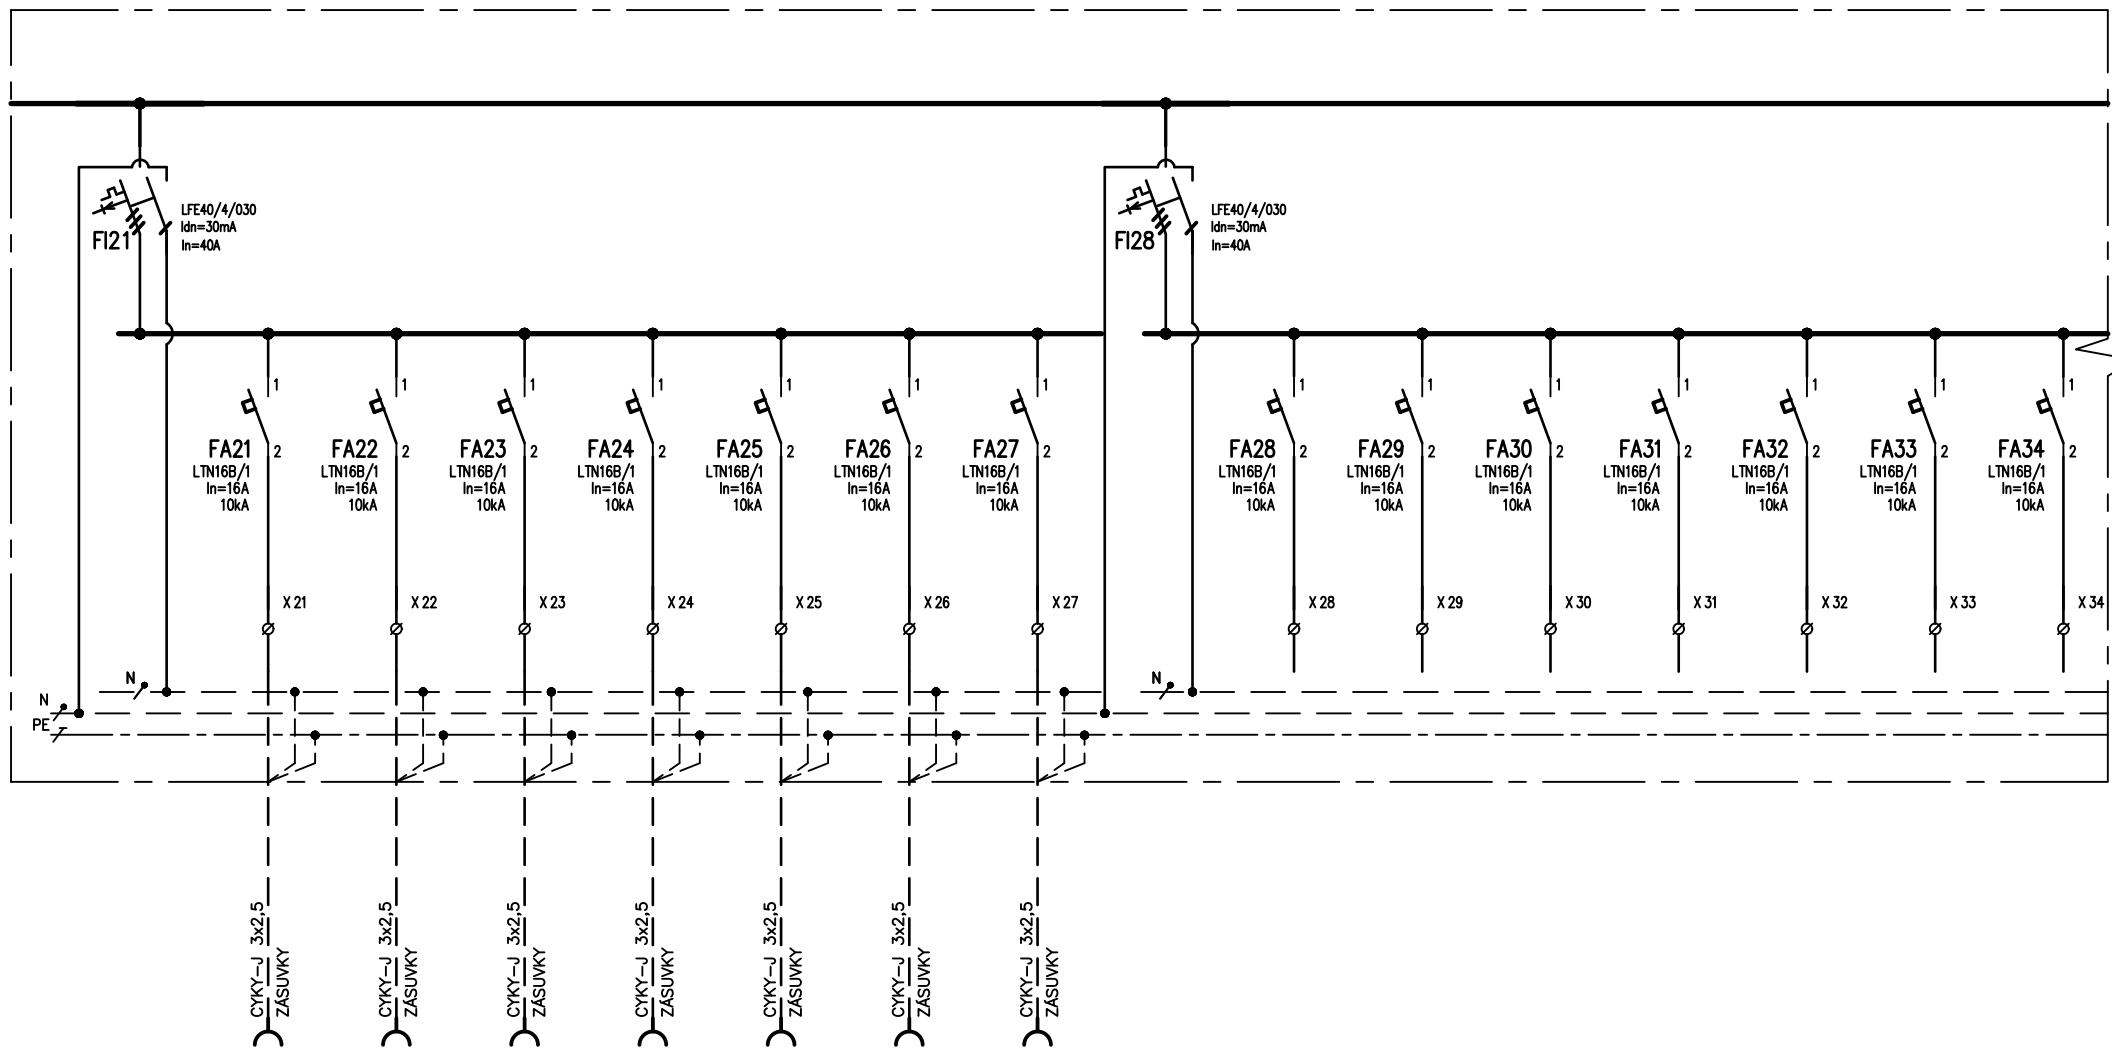 LFE40/4/030
Idn=30mA
FI21
In=40A
LFE40/4/030
Idn=30mA
FI28
In=40A
1
1
1
1
1
1
1
1
1
1
1
1
1
1
FA21 2
LTN16B/1
In=16A
10kA
FA22 2
LTN16B/1
In=16A
10kA
FA23 2
LTN16B/1
In=16A
10kA
FA24 2
LTN16B/1
In=16A
10kA
FA25 2
LTN16B/1
In=16A
10kA
FA26 2
LTN16B/1
In=16A
10kA
FA27 2
LTN16B/1
In=16A
10kA
FA28 2
LTN16B/1
In=16A
10kA
FA29 2
LTN16B/1
In=16A
10kA
FA30 2
LTN16B/1
In=16A
10kA
FA31 2
LTN16B/1
In=16A
10kA
FA32 2
LTN16B/1
In=16A
10kA
FA33 2
LTN16B/1
In=16A
10kA
FA34 2
LTN16B/1
In=16A
10kA
X 21
X 22
X 23
X 24
X 25
X 26
X 27
X 28
X 29
X 30
X 31
X 32
X 33
X 34
N
N
N
PE
CYKY-J 3x2,5
ZÁSUVKY
CYKY-J 3x2,5
ZÁSUVKY
CYKY-J 3x2,5
ZÁSUVKY
CYKY-J 3x2,5
ZÁSUVKY
CYKY-J 3x2,5
ZÁSUVKY
CYKY-J 3x2,5
ZÁSUVKY
CYKY-J 3x2,5
ZÁSUVKY